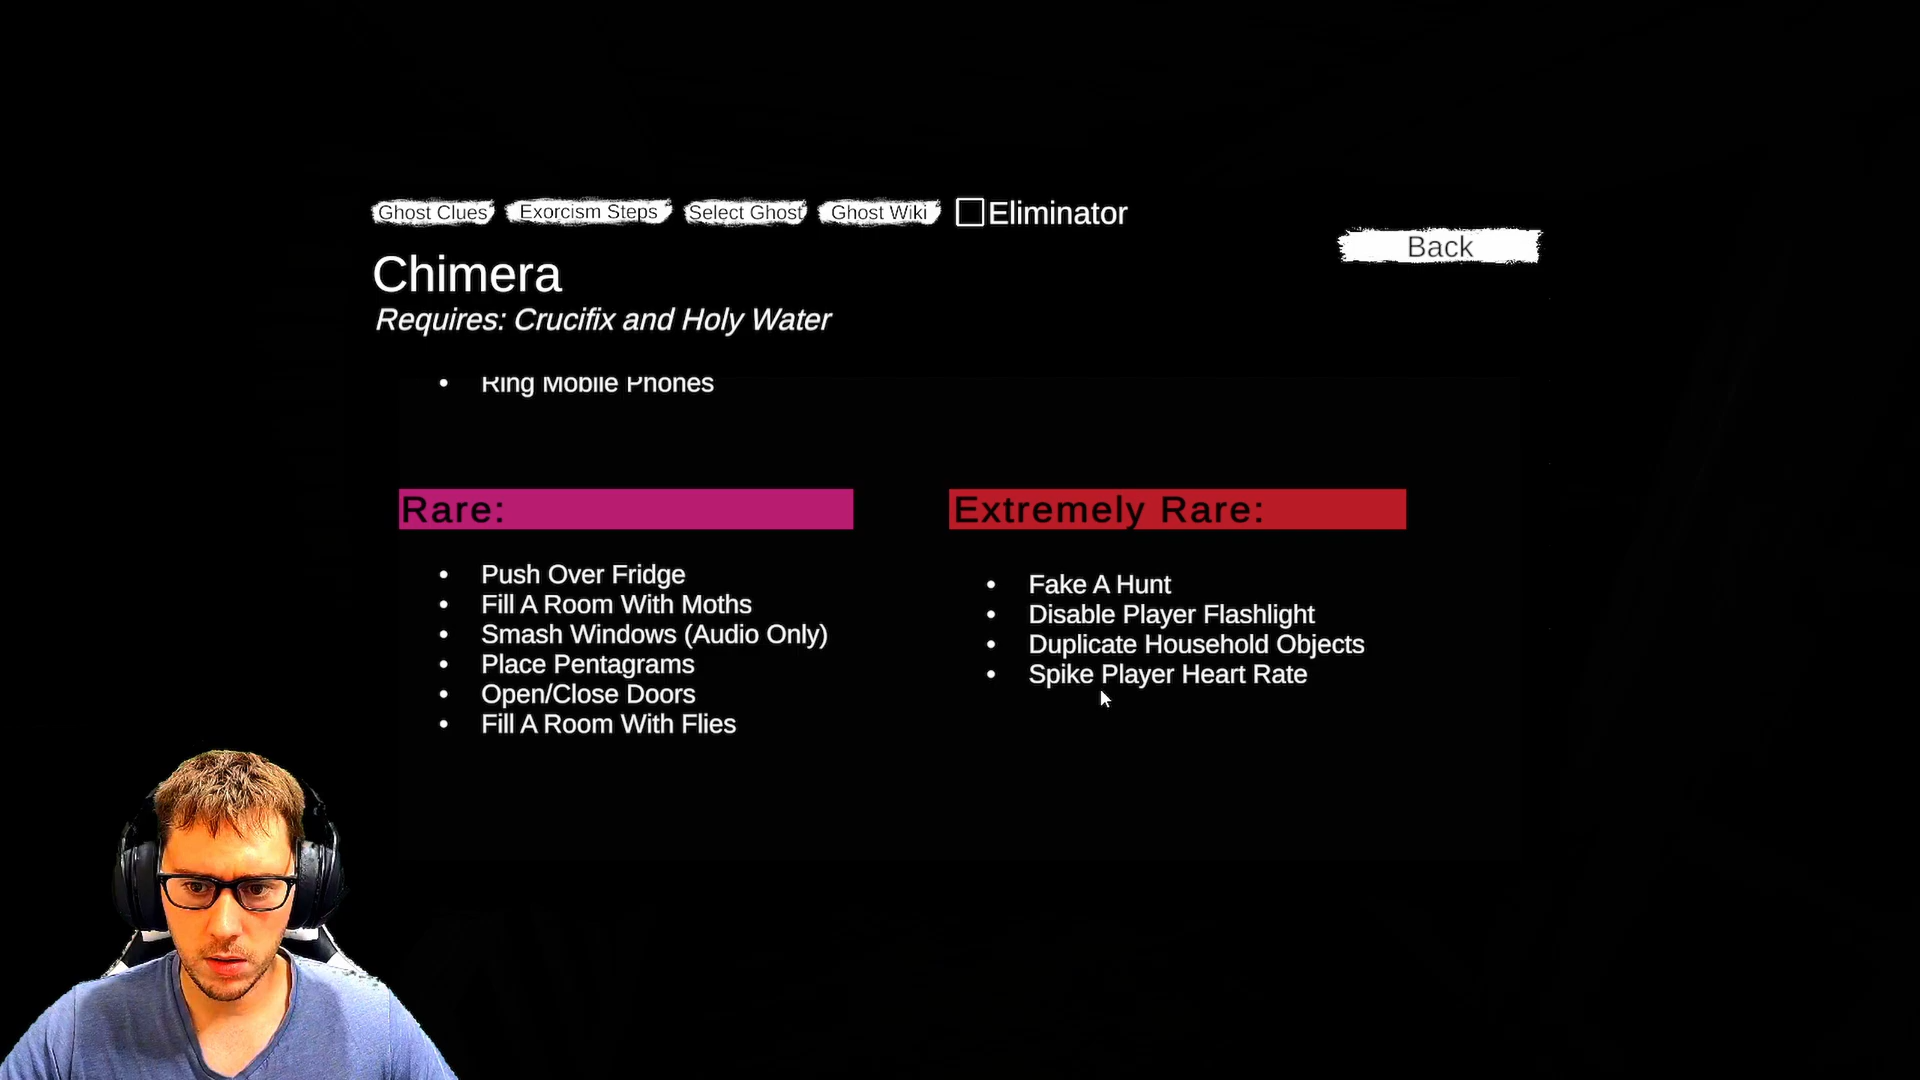 Ghost Clues Exorcism Steps Select Ghost Ghost Wiki Eliminator
Back
Chimera
Requires: Crucifix and Holy Water
• Ring Mobile Phones
Rare:
• Push Over Fridge
• Fill A Room With Moths
• Smash Windows (Audio Only)
• Place Pentagrams
• Open/Close Doors
• Fill A Room With Flies
Extremely Rare:
• Fake A Hunt
• Disable Player Flashlight
• Duplicate Household Objects
• Spike Player Heart Rate